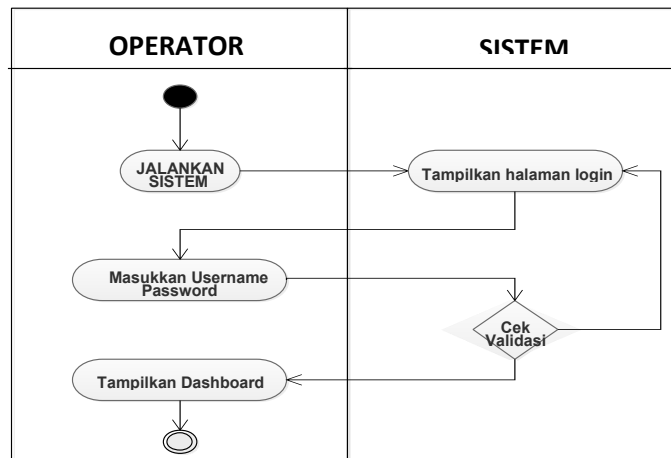 OPERATOR
SISTEM
JALANKAN
SISTEM
Tampilkan halaman login
Masukkan Username
Password
Cek
Validasi
Tampilkan Dashboard